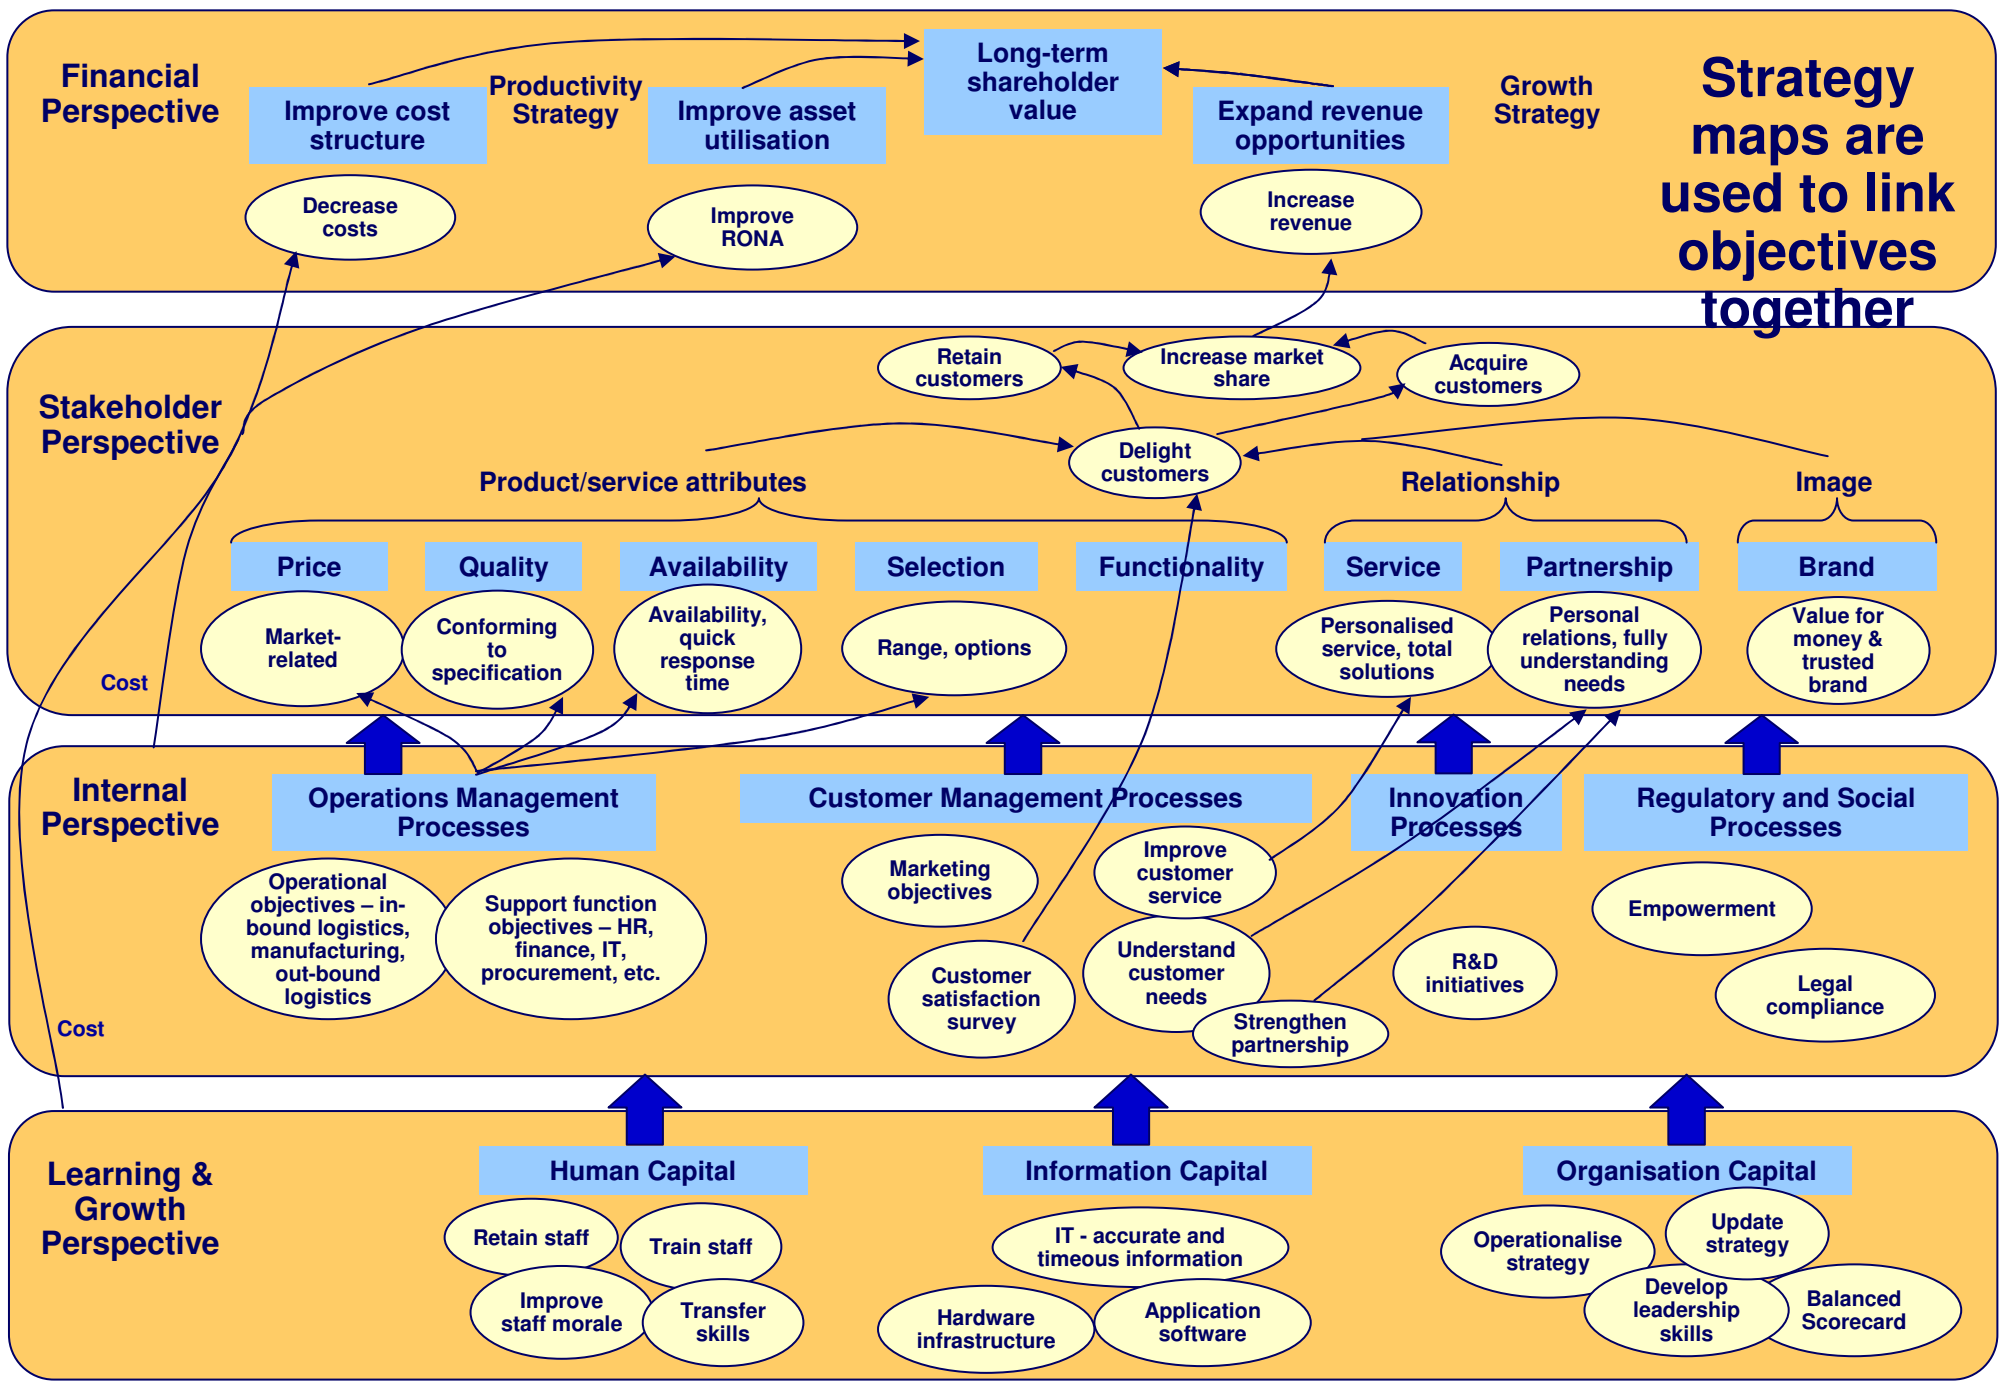 Financial
Perspective
Improve cost
structure
Productivity
Strategy
Improve asset
utilisation
Long-term
shareholder
value
Expand revenue
opportunities
Growth
Strategy
Strategy
maps are
used to link
objectives
together
Decrease
costs
Improve
RONA
Increase
revenue
Stakeholder
Perspective
Retain
customers
Increase market
share
Acquire
customers
Delight
customers
Product/service attributes
Relationship
Image
Price
Quality
Availability
Selection
Functionality
Service
Partnership
Brand
Market-
related
Conforming
to
specification
Availability,
quick
response
time
Range, options
Personalised
service, total
solutions
Personal
relations, fully
understanding
needs
Value for
money &
trusted
brand
Cost
Internal
Perspective
Operations Management
Processes
Customer Management Processes
Innovation
Processes
Regulatory and Social
Processes
Operational
objectives – in-
bound logistics,
manufacturing,
out-bound
logistics
Support function
objectives – HR,
finance, IT,
procurement, etc.
Marketing
objectives
Improve
customer
service
Customer
satisfaction
survey
Understand
customer
needs
Strengthen
partnership
R&D
initiatives
Empowerment
Legal
compliance
Cost
Learning &
Growth
Perspective
Human Capital
Information Capital
Organisation Capital
Retain staff
Train staff
Improve
staff morale
Transfer
skills
IT - accurate and
timeous information
Hardware
infrastructure
Application
software
Operationalise
strategy
Update
strategy
Develop
leadership
skills
Balanced
Scorecard